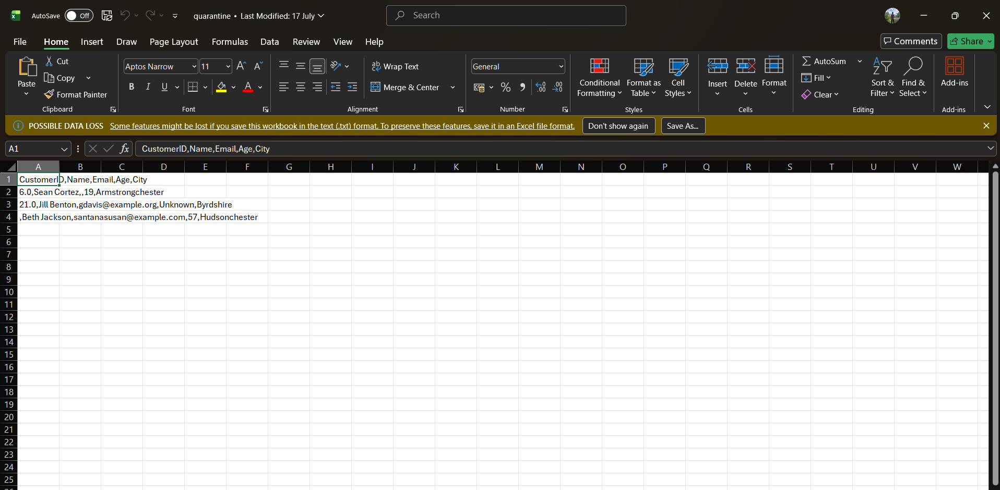 AutoSave Off quarantine • Last Modified: 17 July Search
File Home Insert Draw Page Layout Formulas Data Review View Help Comments Share
Paste
Cut
Copy
Format Painter
Clipboard
Aptos Narrow 11
B I U A
Font
Wrap Text
Merge & Center
Alignment
General
% 
Number
Conditional Formatting
Format as Table
Cell Styles
Styles
Insert Delete Format
Cells
AutoSum
Fill
Clear
Sort & Filter
Find & Select
Editing
Add-ins
Add-ins
POSSIBLE DATA LOSS Some features might be lost if you save this workbook in the text (.txt) format. To preserve these features, save it in an Excel file format. Don't show again Save As...
A1 fx CustomerID,Name,Email,Age,City
A B C D E F G H I J K L M N O P Q R S T U V W
1 CustomerID,Name,Email,Age,City
2 6.0,Sean Cortez,,19,Armstrongchester
3 21.0,Jill Benton,gdavis@example.org,Unknown,Byrdshire
4 ,Beth Jackson,santanasusan@example.com,57,Hudsonchester
5
6
7
8
9
10
11
12
13
14
15
16
17
18
19
20
21
22
23
24
25